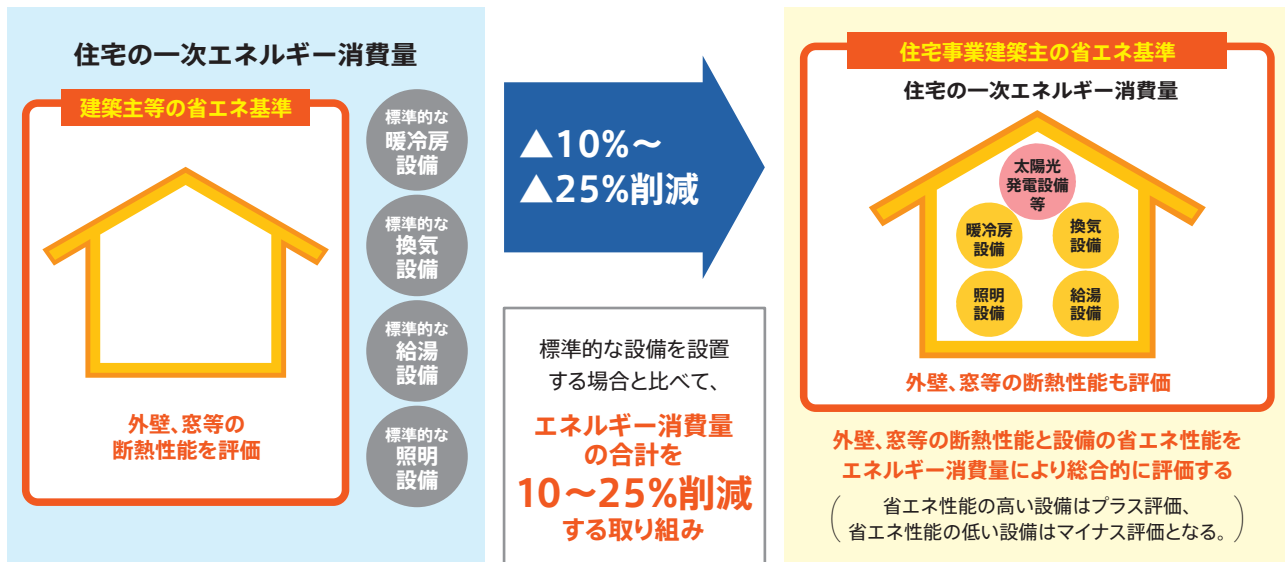 住宅の一次エネルギー消費量
建築主等の省エネ基準
外壁、窓等の
断熱性能を評価
標準的な
暖冷房
設備
標準的な
換気
設備
標準的な
給湯
設備
標準的な
照明
設備
▲10%～
▲25%削減
標準的な設備を設置
する場合と比べて、
エネルギー消費量
の合計を
10～25%削減
する取り組み
住宅事業建築主の省エネ基準
住宅の一次エネルギー消費量
太陽光
発電設備
等
暖冷房
設備
換気
設備
照明
設備
給湯
設備
外壁、窓等の断熱性能も評価
外壁、窓等の断熱性能と設備の省エネ性能を
エネルギー消費量により総合的に評価する
（省エネ性能の高い設備はプラス評価、
省エネ性能の低い設備はマイナス評価となる。）